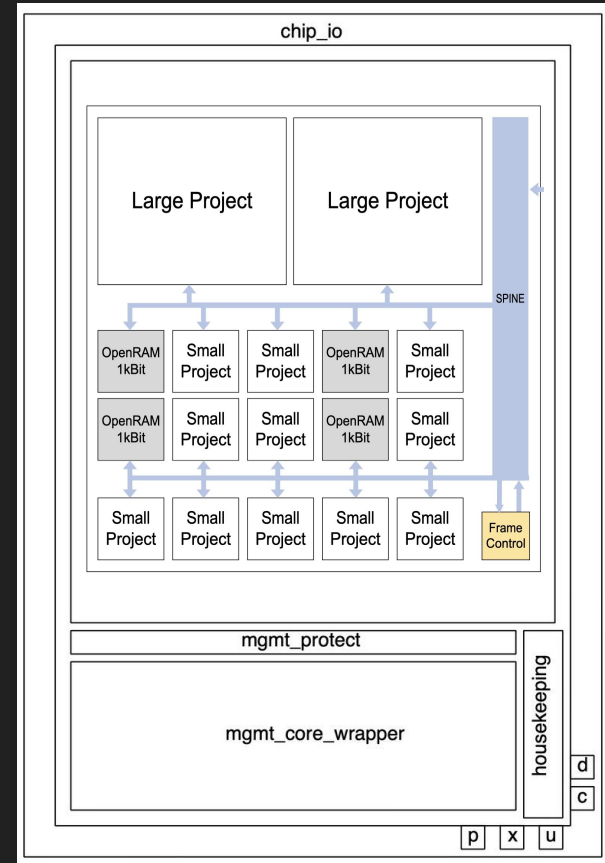 chip_io
Large Project
Large Project
SPINE
OpenRAM
1kBit
Small
Project
Small
Project
OpenRAM
1kBit
Small
Project
OpenRAM
1kBit
Small
Project
Small
Project
OpenRAM
1kBit
Small
Project
Small
Project
Small
Project
Small
Project
Small
Project
Small
Project
Frame
Control
mgmt_protect
mgmt_core_wrapper
housekeeping
d
c
p
x
u